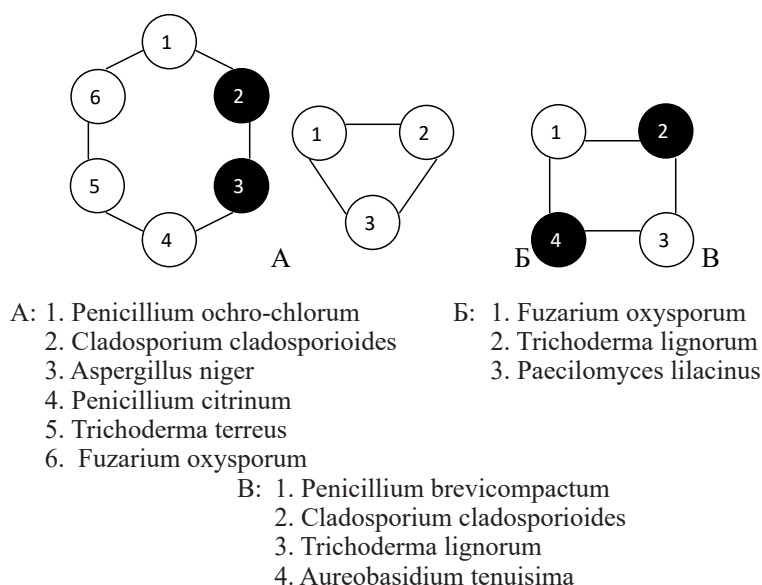 1
6
2
5
3
4
А
1
2
3
Б
1
2
4
3
В
А: 1. Penicillium ochro-chlorum
2. Cladosporium cladosporioides
3. Aspergillus niger
4. Penicillium citrinum
5. Trichoderma terreus
6. Fuzarium oxysporum
Б: 1. Fuzarium oxysporum
2. Trichoderma lignorum
3. Paecilomyces lilacinus
В: 1. Penicillium brevicompactum
2. Cladosporium cladosporioides
3. Trichoderma lignorum
4. Aureobasidium tenuisima